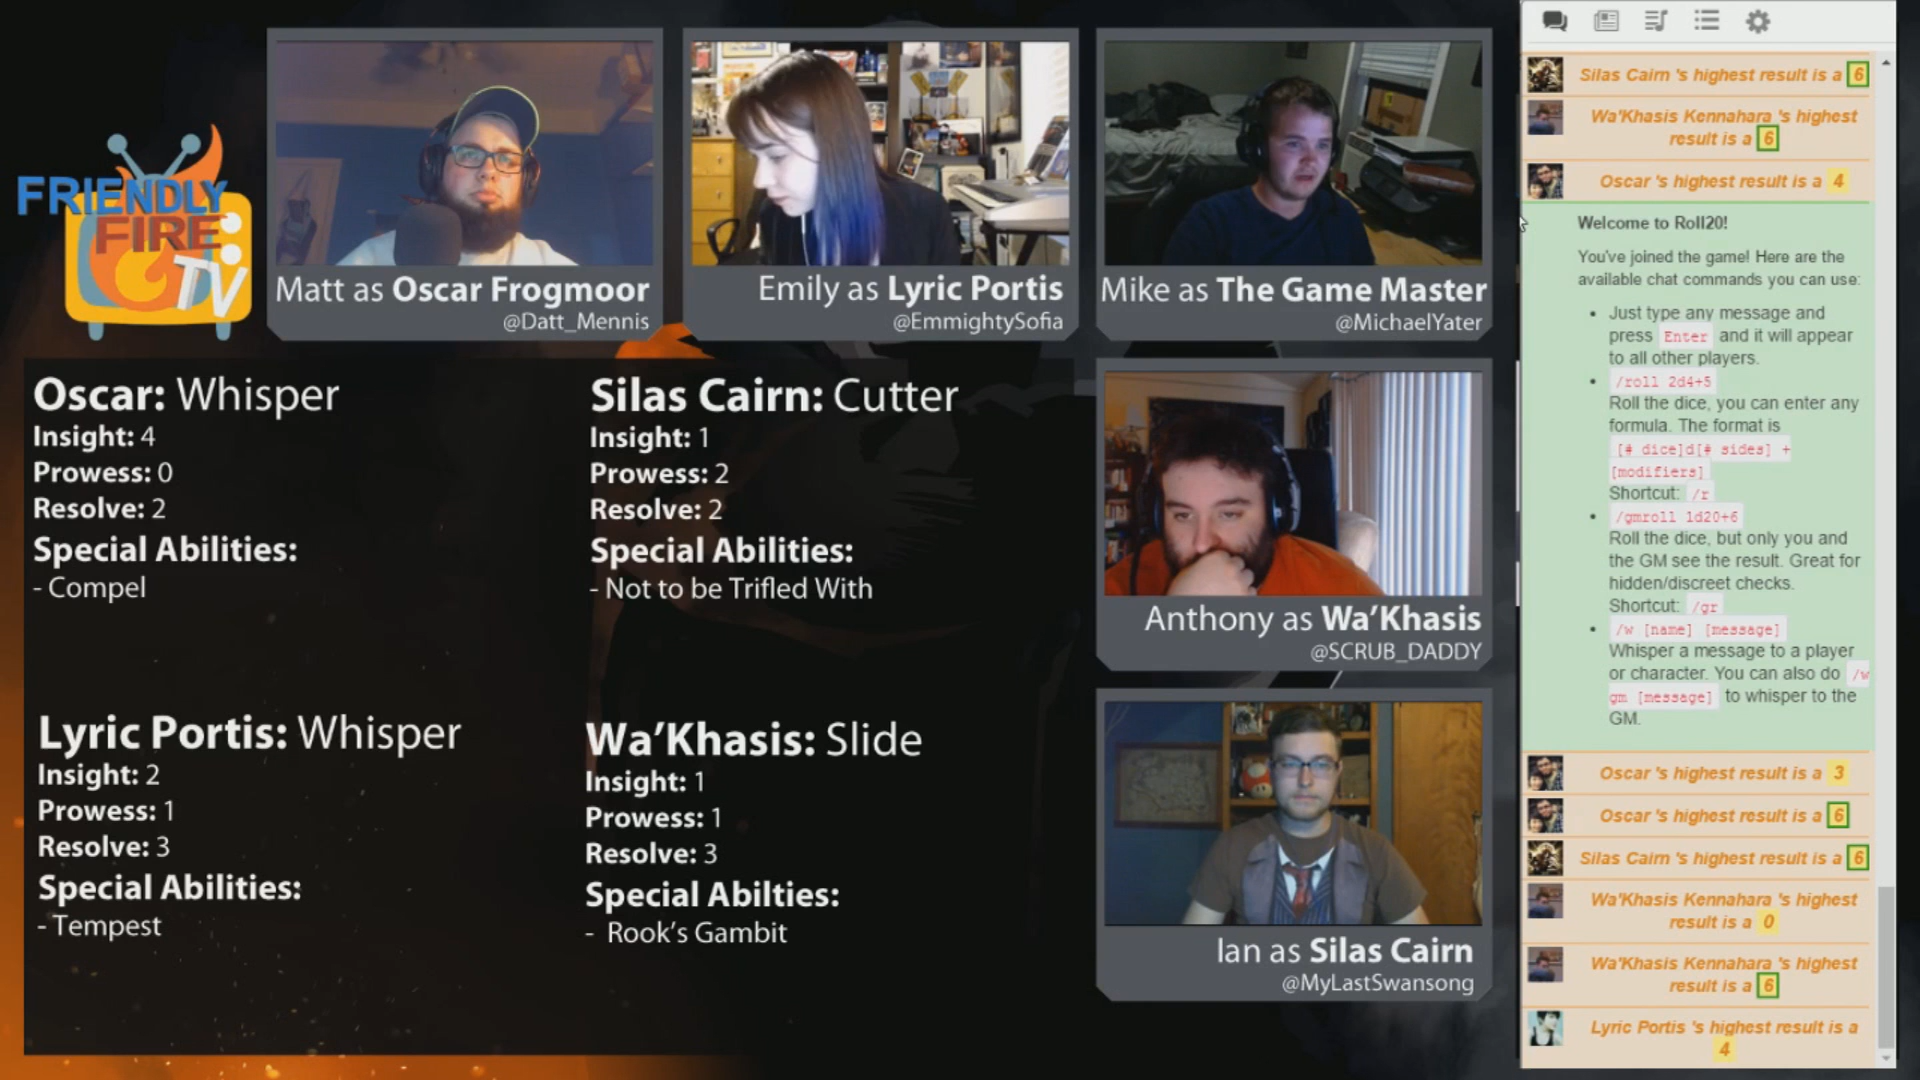 FRIENDLY
FIRE
TV
Matt as Oscar Frogmoor
@Datt_Mennis
Emily as Lyric Portis
@EmmightySofia
Mike as The Game Master
@MichaelYater
Oscar: Whisper
Insight: 4
Prowess: 0
Resolve: 2
Special Abilities:
- Compel
Silas Cairn: Cutter
Insight: 1
Prowess: 2
Resolve: 2
Special Abilities:
- Not to be Trifled With
Lyric Portis: Whisper
Insight: 2
Prowess: 1
Resolve: 3
Special Abilities:
- Tempest
Wa'Khasis: Slide
Insight: 1
Prowess: 1
Resolve: 3
Special Abilties:
- Rook's Gambit
Anthony as Wa'Khasis
@SCRUB_DADDY
Ian as Silas Cairn
@MyLastSwansong
Silas Cairn 's highest result is a 6
Wa'Khasis Kennahara 's highest
result is a 6
Oscar 's highest result is a 4
Welcome to Roll20!
You've joined the game! Here are the
available chat commands you can use:
• Just type any message and
press Enter and it will appear
to all other players.
• /roll 2d4+5
Roll the dice, you can enter any
formula. The format is
[# dice]d[# sides] +
[modifiers]
Shortcut: /r
• /gmroll 1d20+6
Roll the dice, but only you and
the GM see the result. Great for
hidden/discreet checks.
Shortcut: /gr
• /w [name] [message]
Whisper a message to a player
or character. You can also do /w
gm [message] to whisper to the
GM.
Oscar 's highest result is a 3
Oscar 's highest result is a 6
Silas Cairn 's highest result is a 6
Wa'Khasis Kennahara 's highest
result is a 0
Wa'Khasis Kennahara 's highest
result is a 6
Lyric Portis 's highest result is a
4